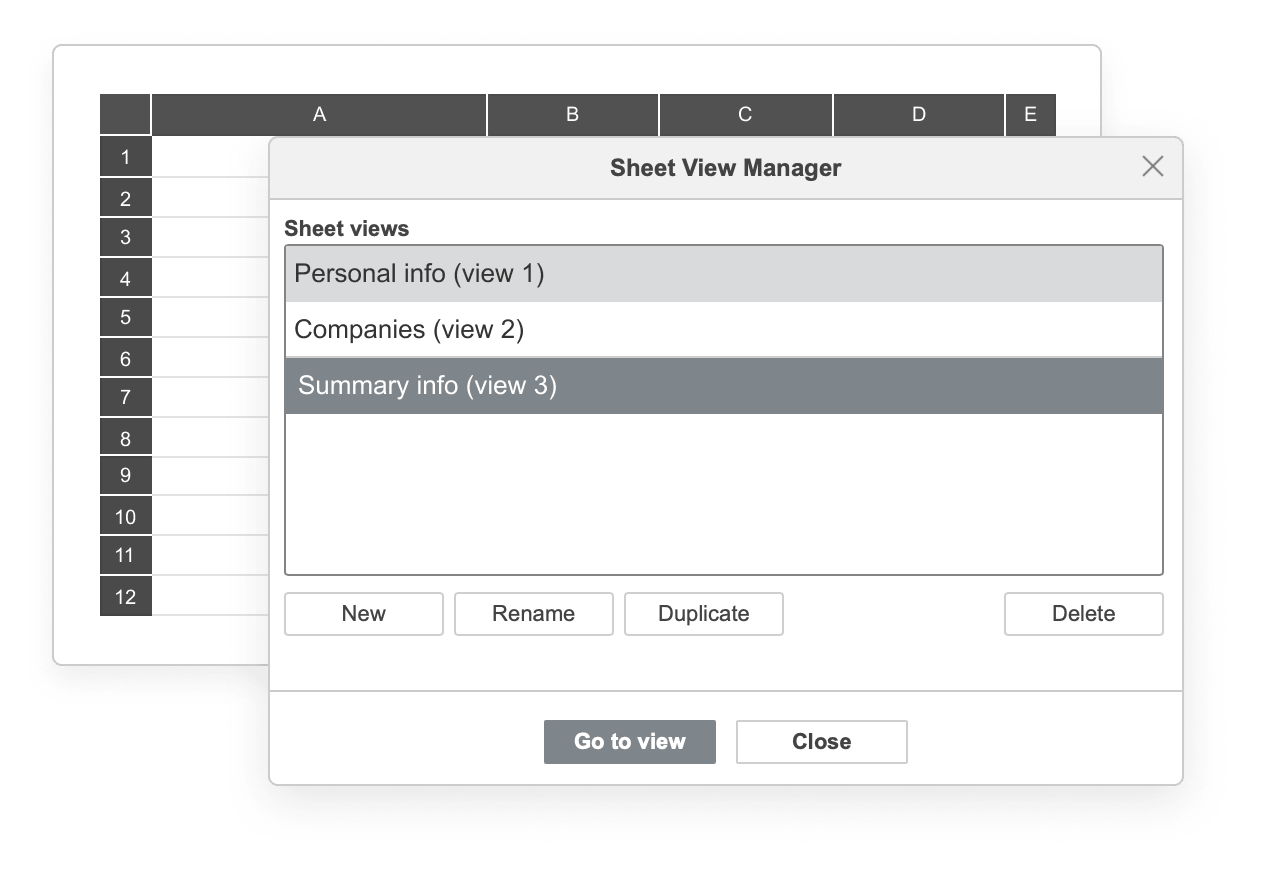 A B C D E
1
Sheet View Manager
2
Sheet views
3
Personal info (view 1)
4
Companies (view 2)
5
6
Summary info (view 3)
7
8
9
10
11
12
New Rename Duplicate Delete
Go to view Close